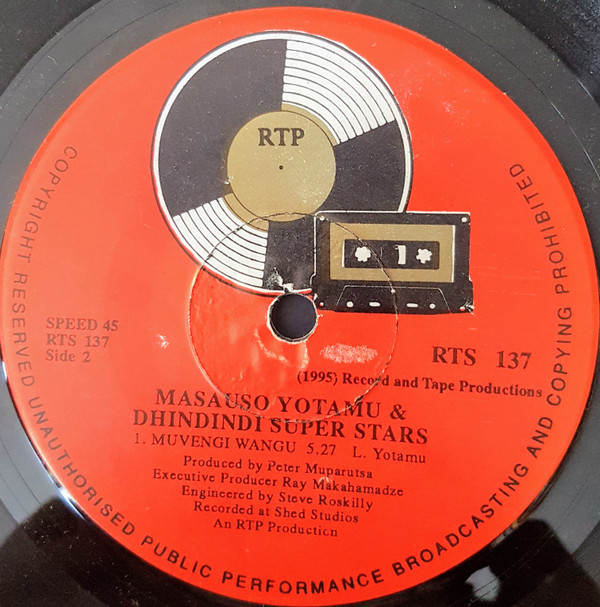 RTP
1
SPEED 45
RTS 137
Side 2
RTS 137
(1995) Record and Tape Productions
MASAUSO YOTAMU &
DHINDINDI SUPER STARS
1. MUVENGI WANGU 5.27 L. Yotamu
Produced by Peter Muparutsa
Executive Producer Ray Makahamadze
Engineered by Steve Roskilly
Recorded at Shed Studios
An RTP Production
COPYRIGHT RESERVED UNAUTHORISED PUBLIC PERFORMANCE BROADCASTING AND COPYING PROHIBITED